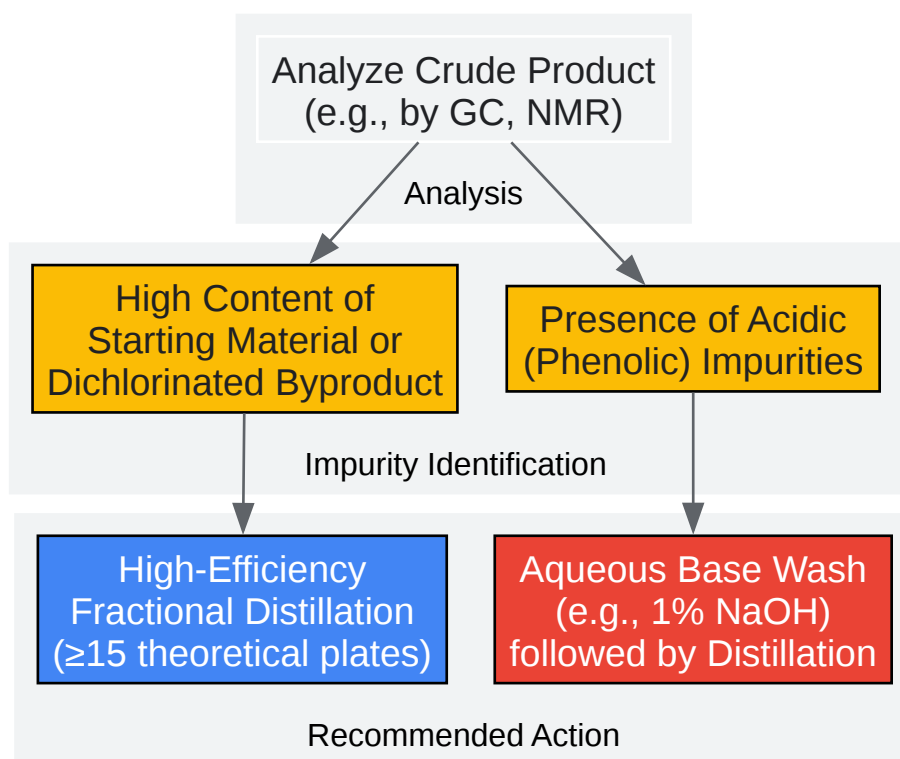 Analyze Crude Product
(e.g., by GC, NMR)
Analysis
High Content of
Starting Material or
Dichlorinated Byproduct
Presence of Acidic
(Phenolic) Impurities
Impurity Identification
High-Efficiency
Fractional Distillation
(≥15 theoretical plates)
Aqueous Base Wash
(e.g., 1% NaOH)
followed by Distillation
Recommended Action